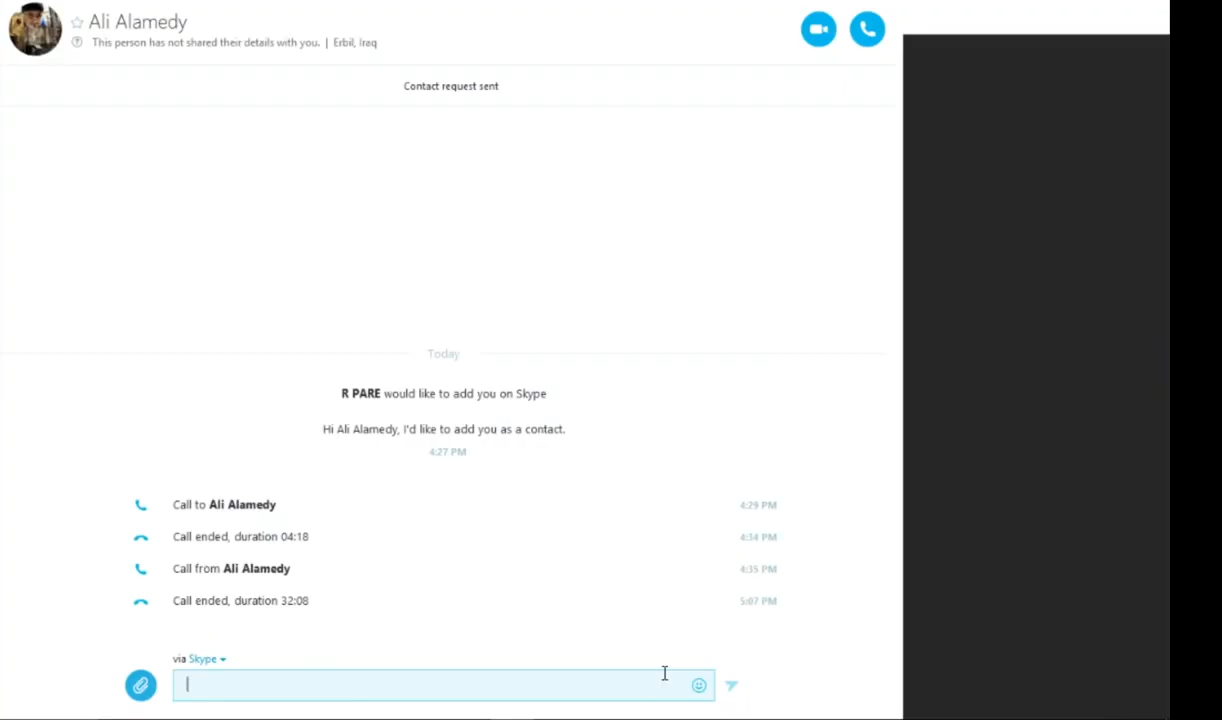 Ali Alamedy
This person has not shared their details with you. | Erbil, Iraq
Contact request sent
Today
R PARE would like to add you on Skype
Hi Ali Alamedy, I'd like to add you as a contact.
4:27 PM
Call to Ali Alamedy 4:29 PM
Call ended, duration 04:18 4:34 PM
Call from Ali Alamedy 4:35 PM
Call ended, duration 32:08 5:07 PM
via Skype